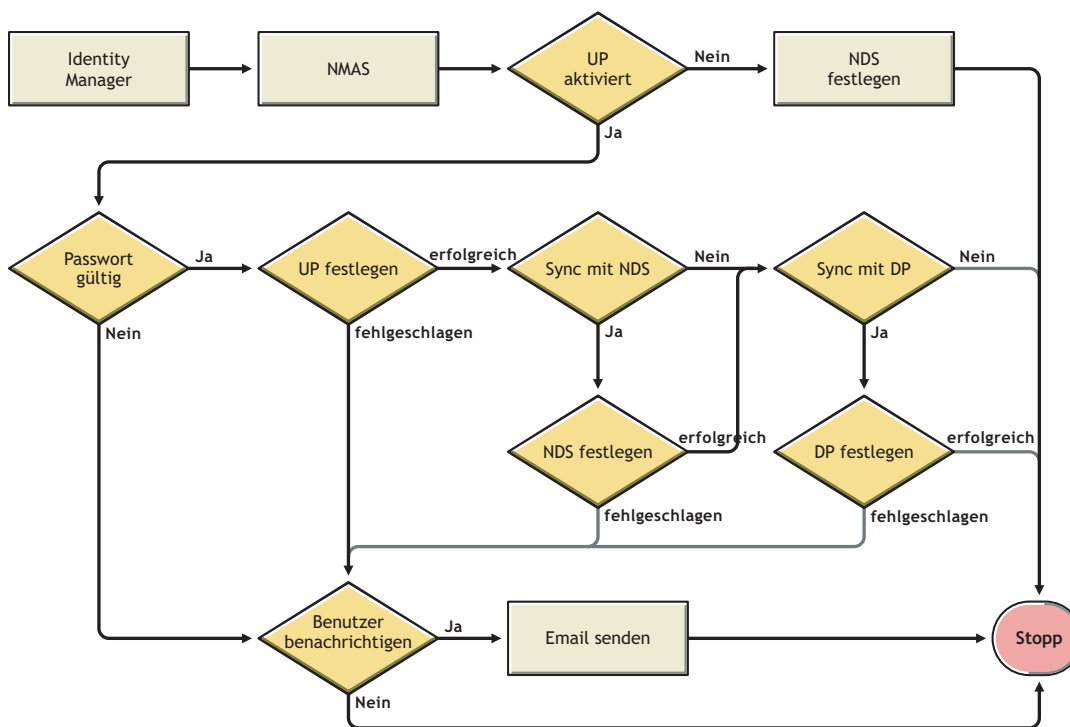 Identity
Manager
NMAS
UP
aktiviert
Nein
NDS
festlegen
Ja
Passwort
gültig
Ja
UP festlegen
erfolgreich
Sync mit NDS
Nein
Sync mit DP
Nein
Nein
fehlgeschlagen
Ja
Ja
NDS festlegen
erfolgreich
DP festlegen
erfolgreich
fehlgeschlagen
fehlgeschlagen
Benutzer
benachrichtigen
Ja
Email senden
Stopp
Nein